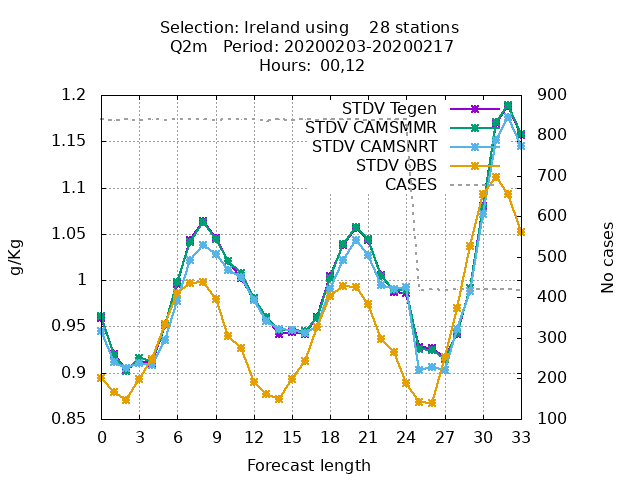 Selection: Ireland using    28 stations
Q2m   Period: 20200203-20200217
Hours:  00,12
1.2
1.15
1.1
1.05
1
0.95
0.9
0.85
900
800
700
600
500
400
300
200
100
STDV Tegen
STDV CAMSMMR
STDV CAMSNRT
STDV OBS
CASES
g/Kg
No cases
0 3 6 9 12 15 18 21 24 27 30 33
Forecast length